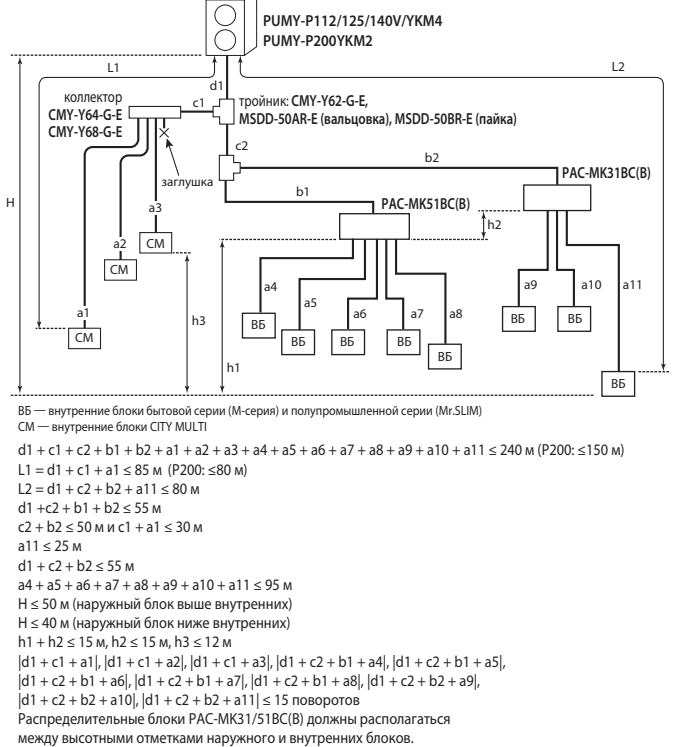 PUMY-P112/125/140V/YKM4
PUMY-P200YKM2
L1
L2
d1
коллектор
CMY-Y64-G-E
CMY-Y68-G-E
c1
тройник: CMY-Y62-G-E,
MSDD-50AR-E (вальцовка), MSDD-50BR-E (пайка)
c2
b2
заглушка
PAC-MK31BC(B)
H
b1
PAC-MK51BC(B)
a3
h2
a2
СМ
СМ
a4
a5
a6
a7
a8
a9
a10
a11
a1
h3
ВБ
ВБ
ВБ
ВБ
ВБ
ВБ
ВБ
СМ
h1
ВБ
ВБ — внутренние блоки бытовой серии (М-серия) и полупромышленной серии (Mr.SLIM)
СМ — внутренние блоки CITY MULTI
d1 + c1 + c2 + b1 + b2 + a1 + a2 + a3 + a4 + a5 + a6 + a7 + a8 + a9 + a10 + a11 ≤ 240 м (P200: ≤150 м)
L1 = d1 + c1 + a1 ≤ 85 м (P200: ≤80 м)
L2 = d1 + c2 + b2 + a11 ≤ 80 м
d1 +c2 + b1 + b2 ≤ 55 м
c2 + b2 ≤ 50 м и c1 + a1 ≤ 30 м
a11 ≤ 25 м
d1 + c2 + b2 ≤ 55 м
a4 + a5 + a6 + a7 + a8 + a9 + a10 + a11 ≤ 95 м
H ≤ 50 м (наружный блок выше внутренних)
H ≤ 40 м (наружный блок ниже внутренних)
h1 + h2 ≤ 15 м, h2 ≤ 15 м, h3 ≤ 12 м
|d1 + c1 + a1|, |d1 + c1 + a2|, |d1 + c1 + a3|, |d1 + c2 + b1 + a4|, |d1 + c2 + b1 + a5|,
|d1 + c2 + b1 + a6|, |d1 + c2 + b1 + a7|, |d1 + c2 + b1 + a8|, |d1 + c2 + b2 + a9|,
|d1 + c2 + b2 + a10|, |d1 + c2 + b2 + a11| ≤ 15 поворотов
Распределительные блоки PAC-MK31/51BC(B) должны располагаться
между высотными отметками наружного и внутренних блоков.